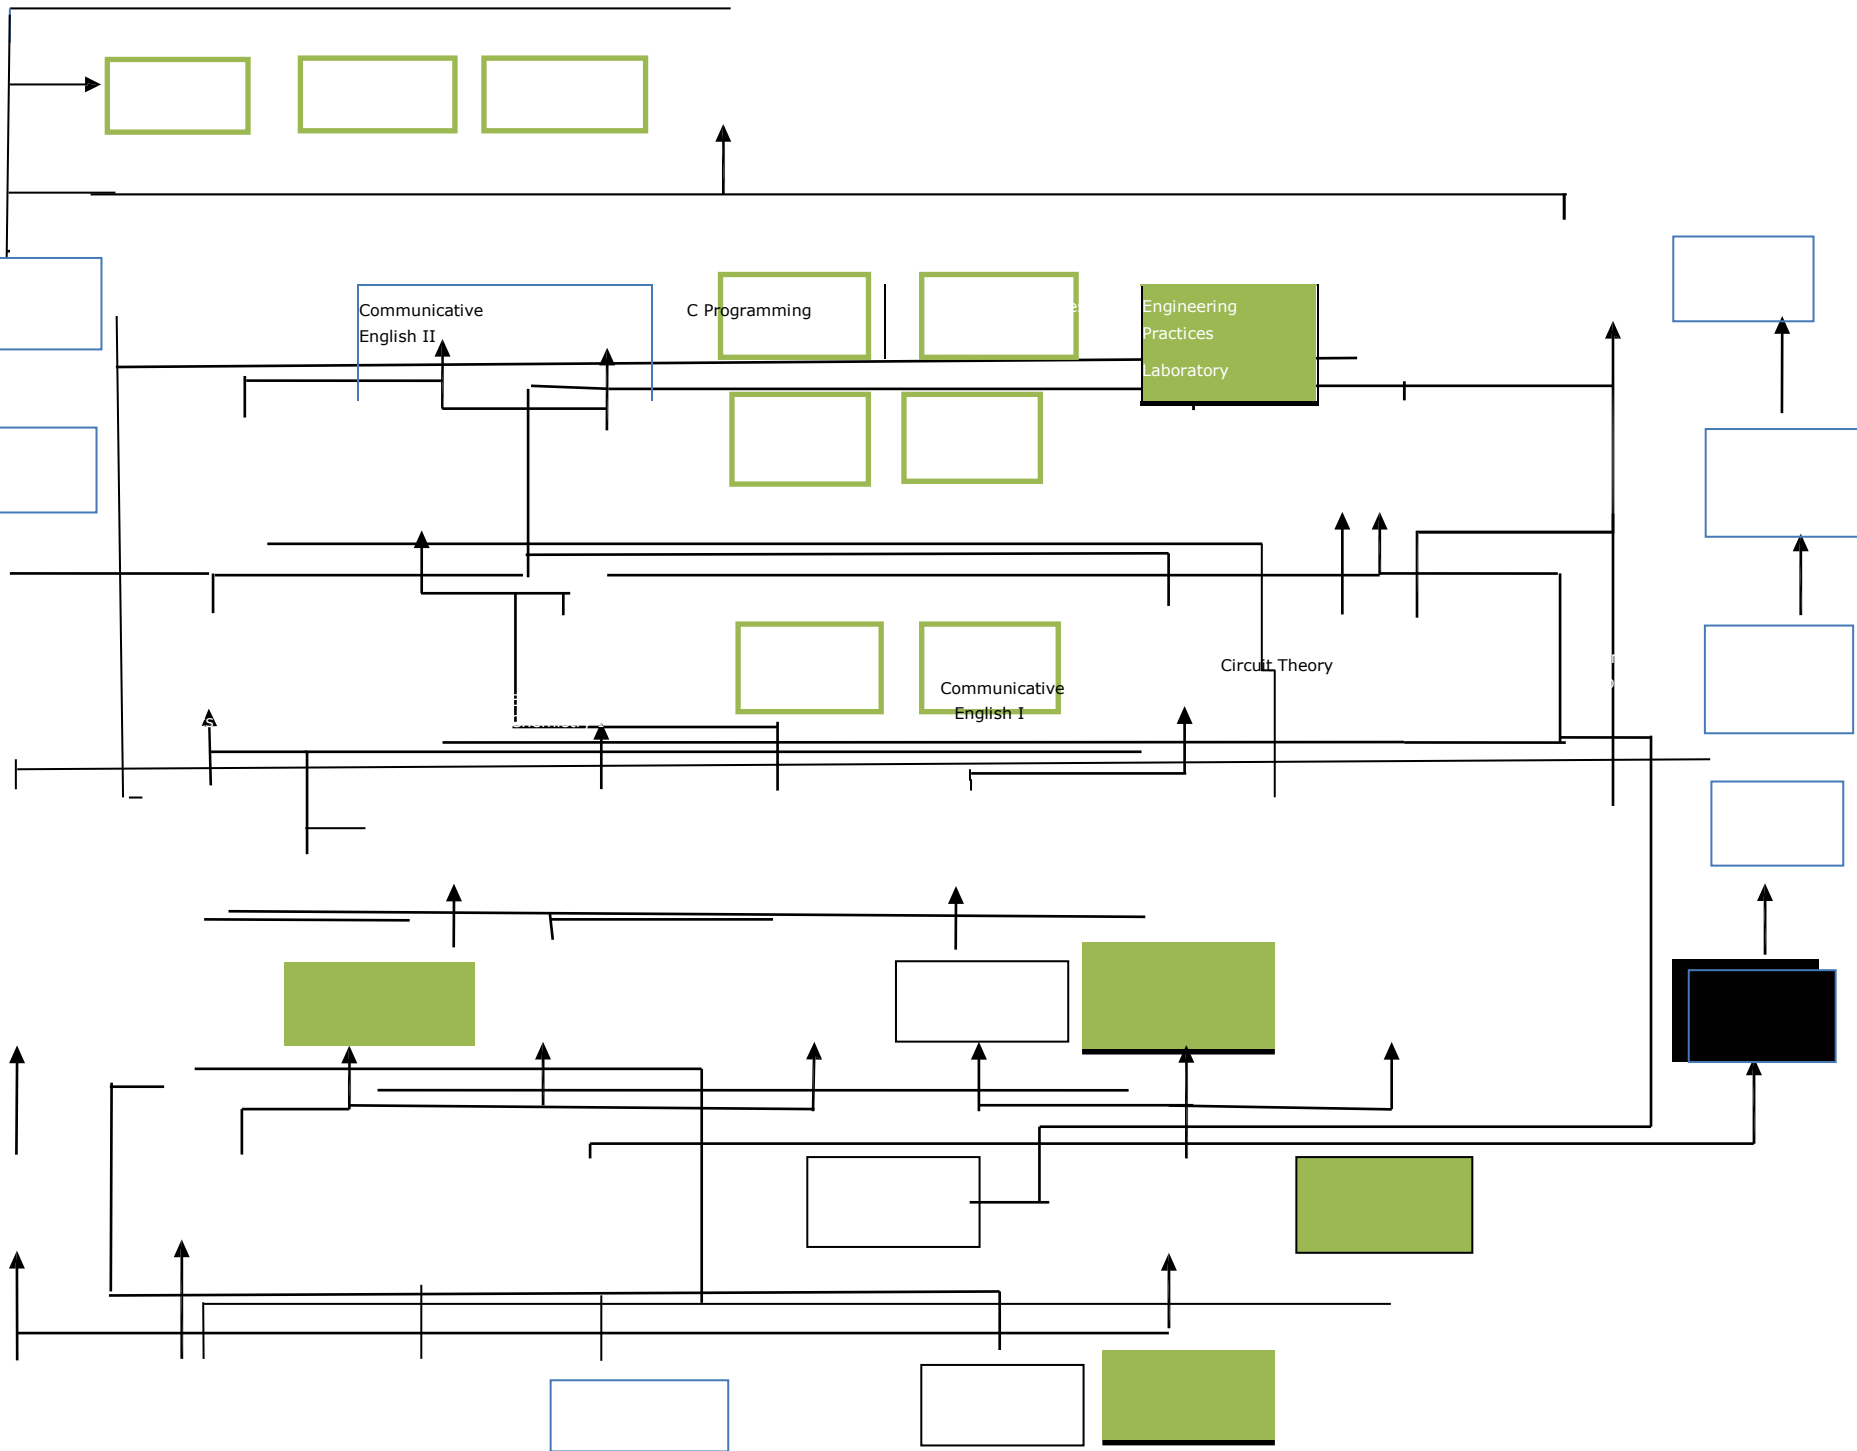 Communicative
English II
C Programming
Engineering
Practices
Laboratory
Circuit Theory
Communicative
English I